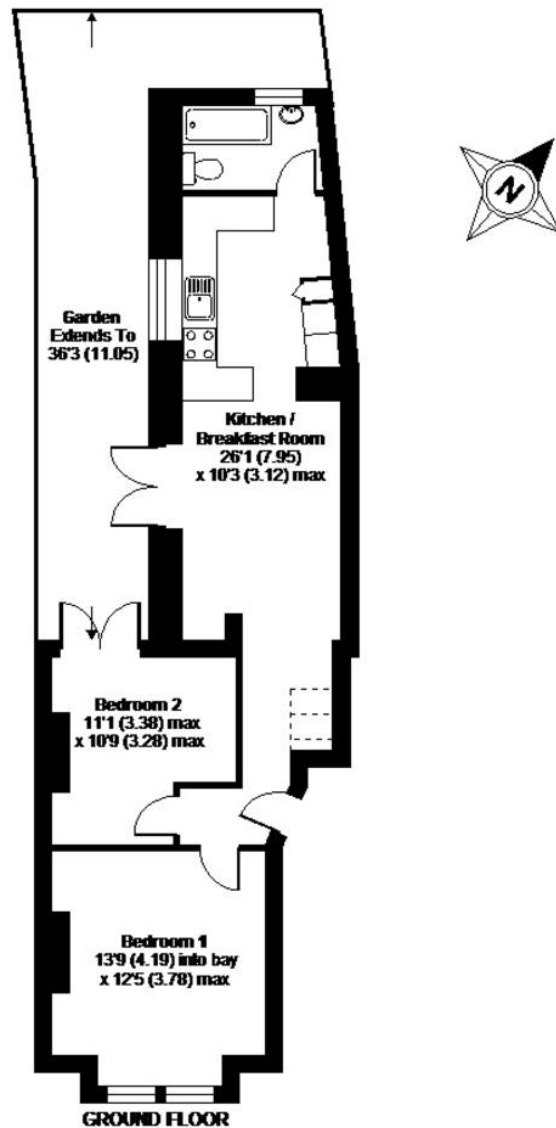 N
Garden
Extends To
36'3 (11.05)
Kitchen /
Breakfast Room
26'1 (7.95)
x 10'3 (3.12) max
Bedroom 2
11'1 (3.38) max
x 10'9 (3.28) max
Bedroom 1
13'9 (4.19) into bay
x 12'5 (3.78) max
GROUND FLOOR